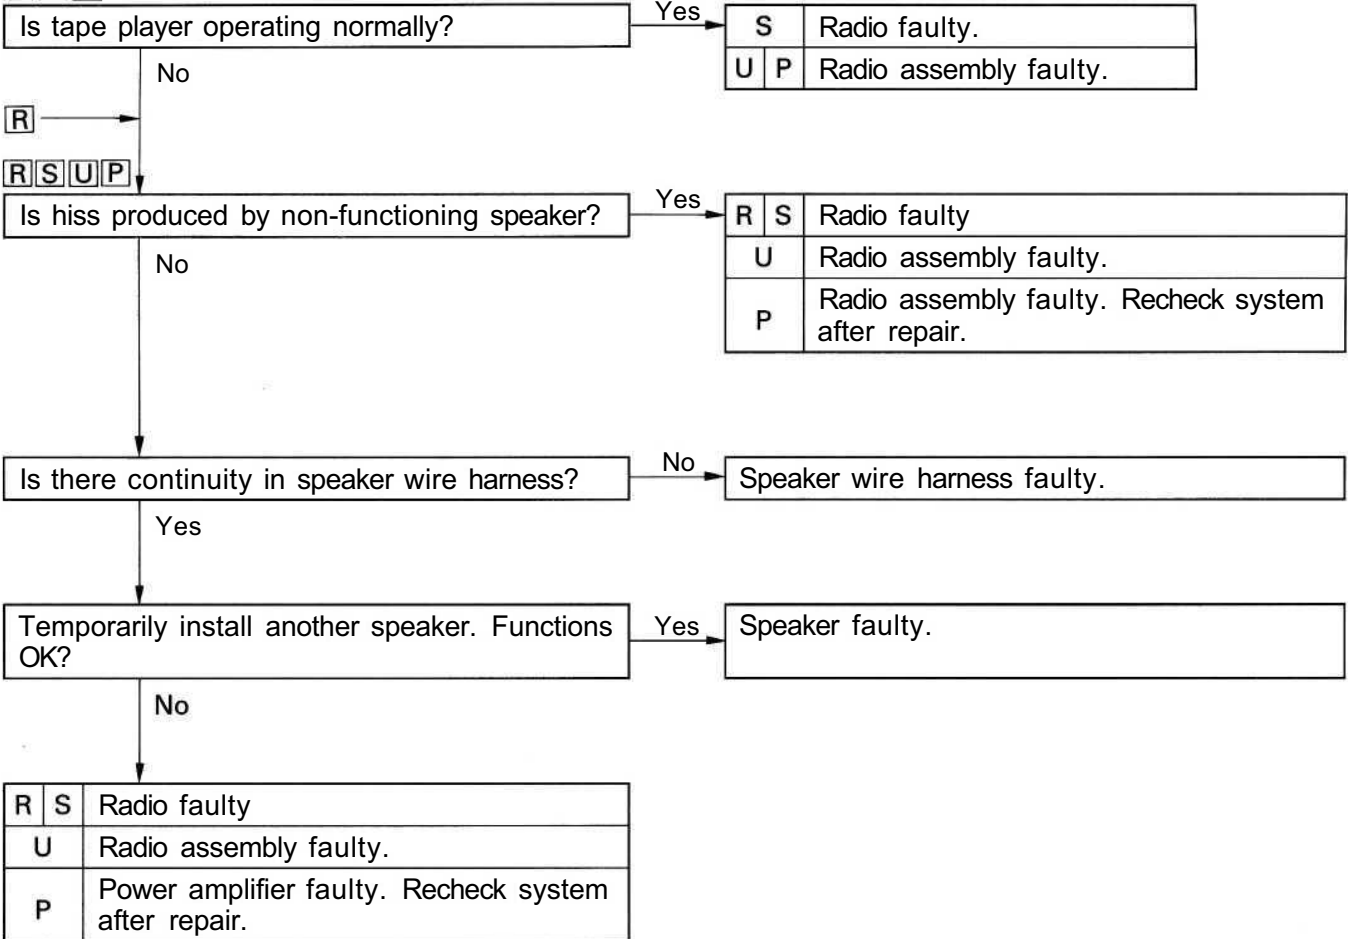 Is tape player operating normally?
Yes
S Radio faulty.
U P Radio assembly faulty.
No
R
R S U P
Is hiss produced by non-functioning speaker?
Yes
R S Radio faulty
U Radio assembly faulty.
P Radio assembly faulty. Recheck system
after repair.
No
Is there continuity in speaker wire harness?
No
Speaker wire harness faulty.
Yes
Temporarily install another speaker. Functions
OK?
Yes
Speaker faulty.
No
R S Radio faulty
U Radio assembly faulty.
P Power amplifier faulty. Recheck system
after repair.